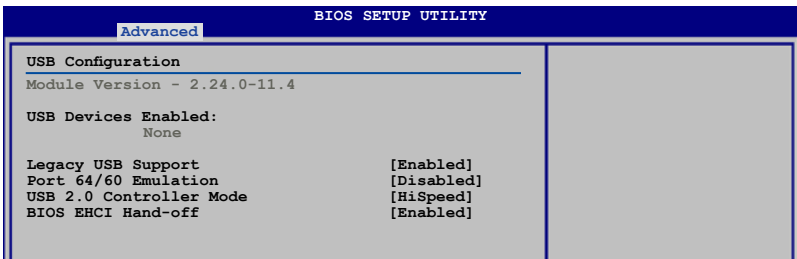 BIOS SETUP UTILITY
Advanced
USB Configuration
Module Version - 2.24.0-11.4
USB Devices Enabled:
None
Legacy USB Support [Enabled]
Port 64/60 Emulation [Disabled]
USB 2.0 Controller Mode [HiSpeed]
BIOS EHCI Hand-off [Enabled]